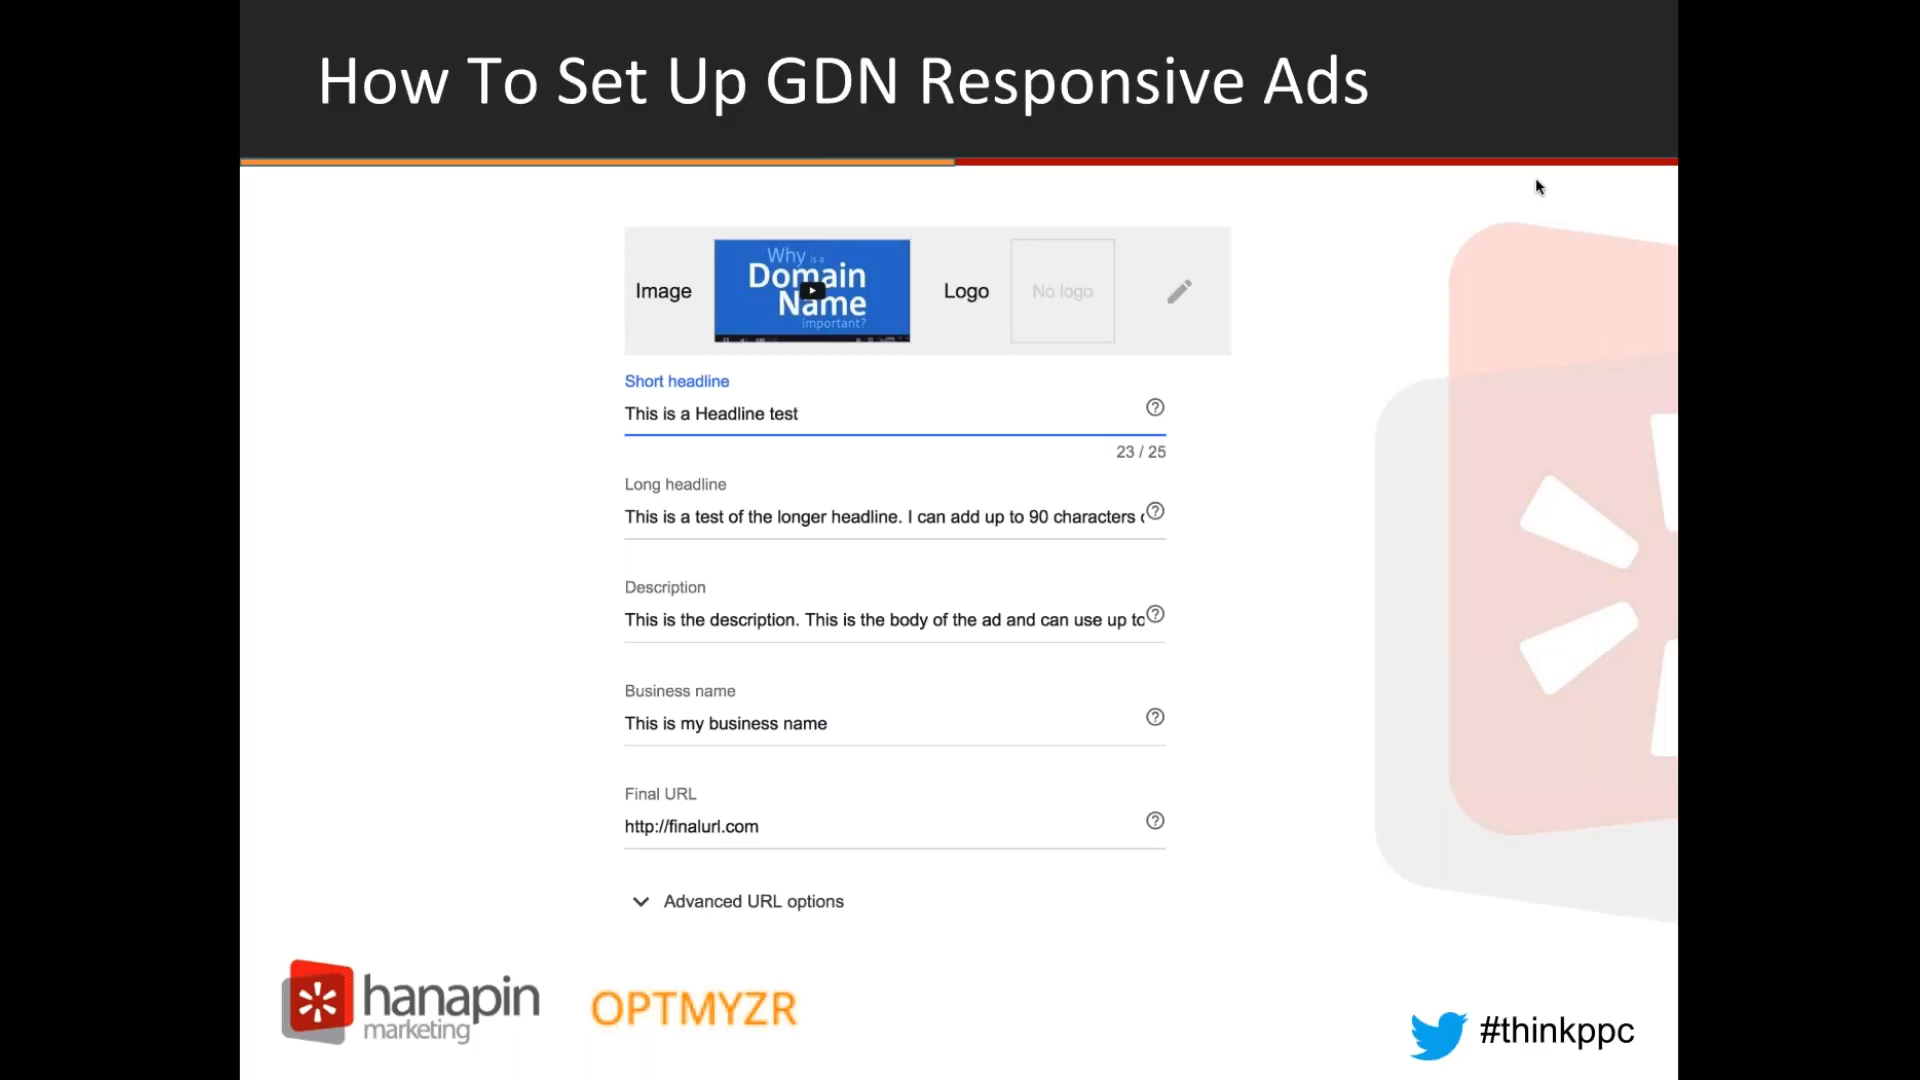 How To Set Up GDN Responsive Ads
Image
Why is a
Domain
Name
important?
Logo
No logo
Short headline
This is a Headline test
23 / 25
Long headline
This is a test of the longer headline. I can add up to 90 characters
Description
This is the description. This is the body of the ad and can use up to
Business name
This is my business name
Final URL
http://finalurl.com
Advanced URL options
hanapin
marketing
OPTMYZR
#thinkppc